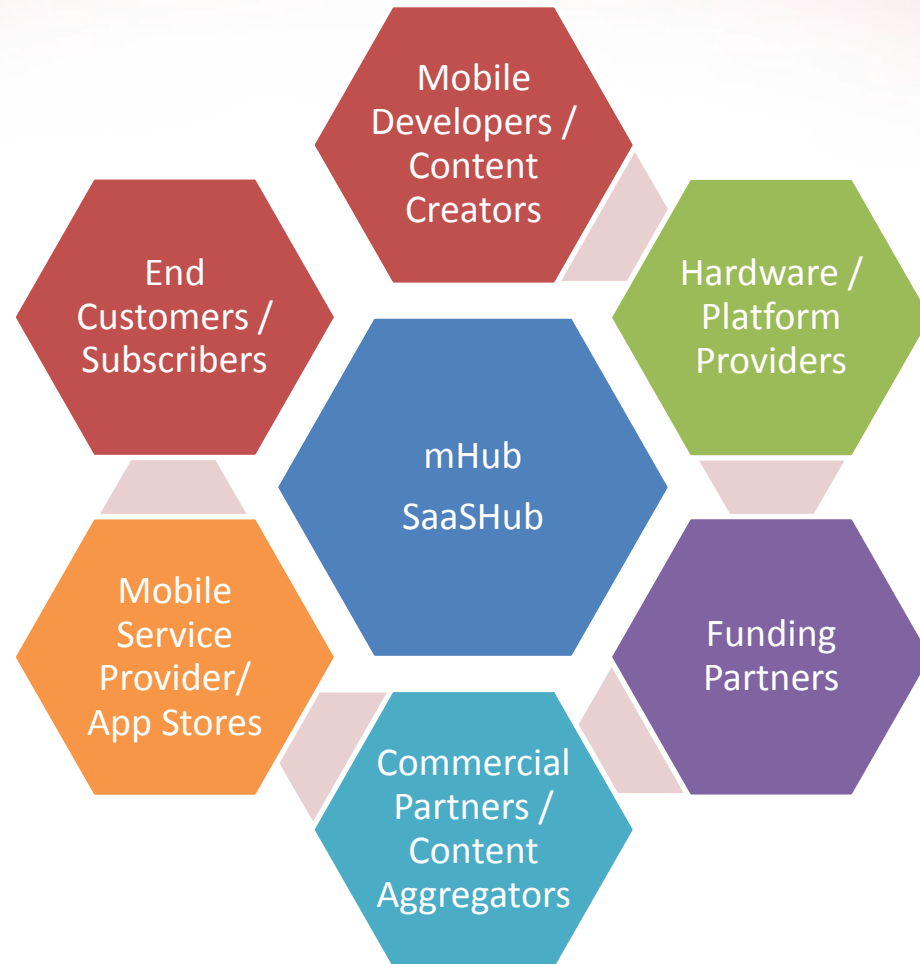 Mobile
Developers /
Content
Creators
End
Customers /
Subscribers
Hardware /
Platform
Providers
mHub
SaaSHub
Mobile
Service
Provider/
App Stores
Funding
Partners
Commercial
Partners /
Content
Aggregators